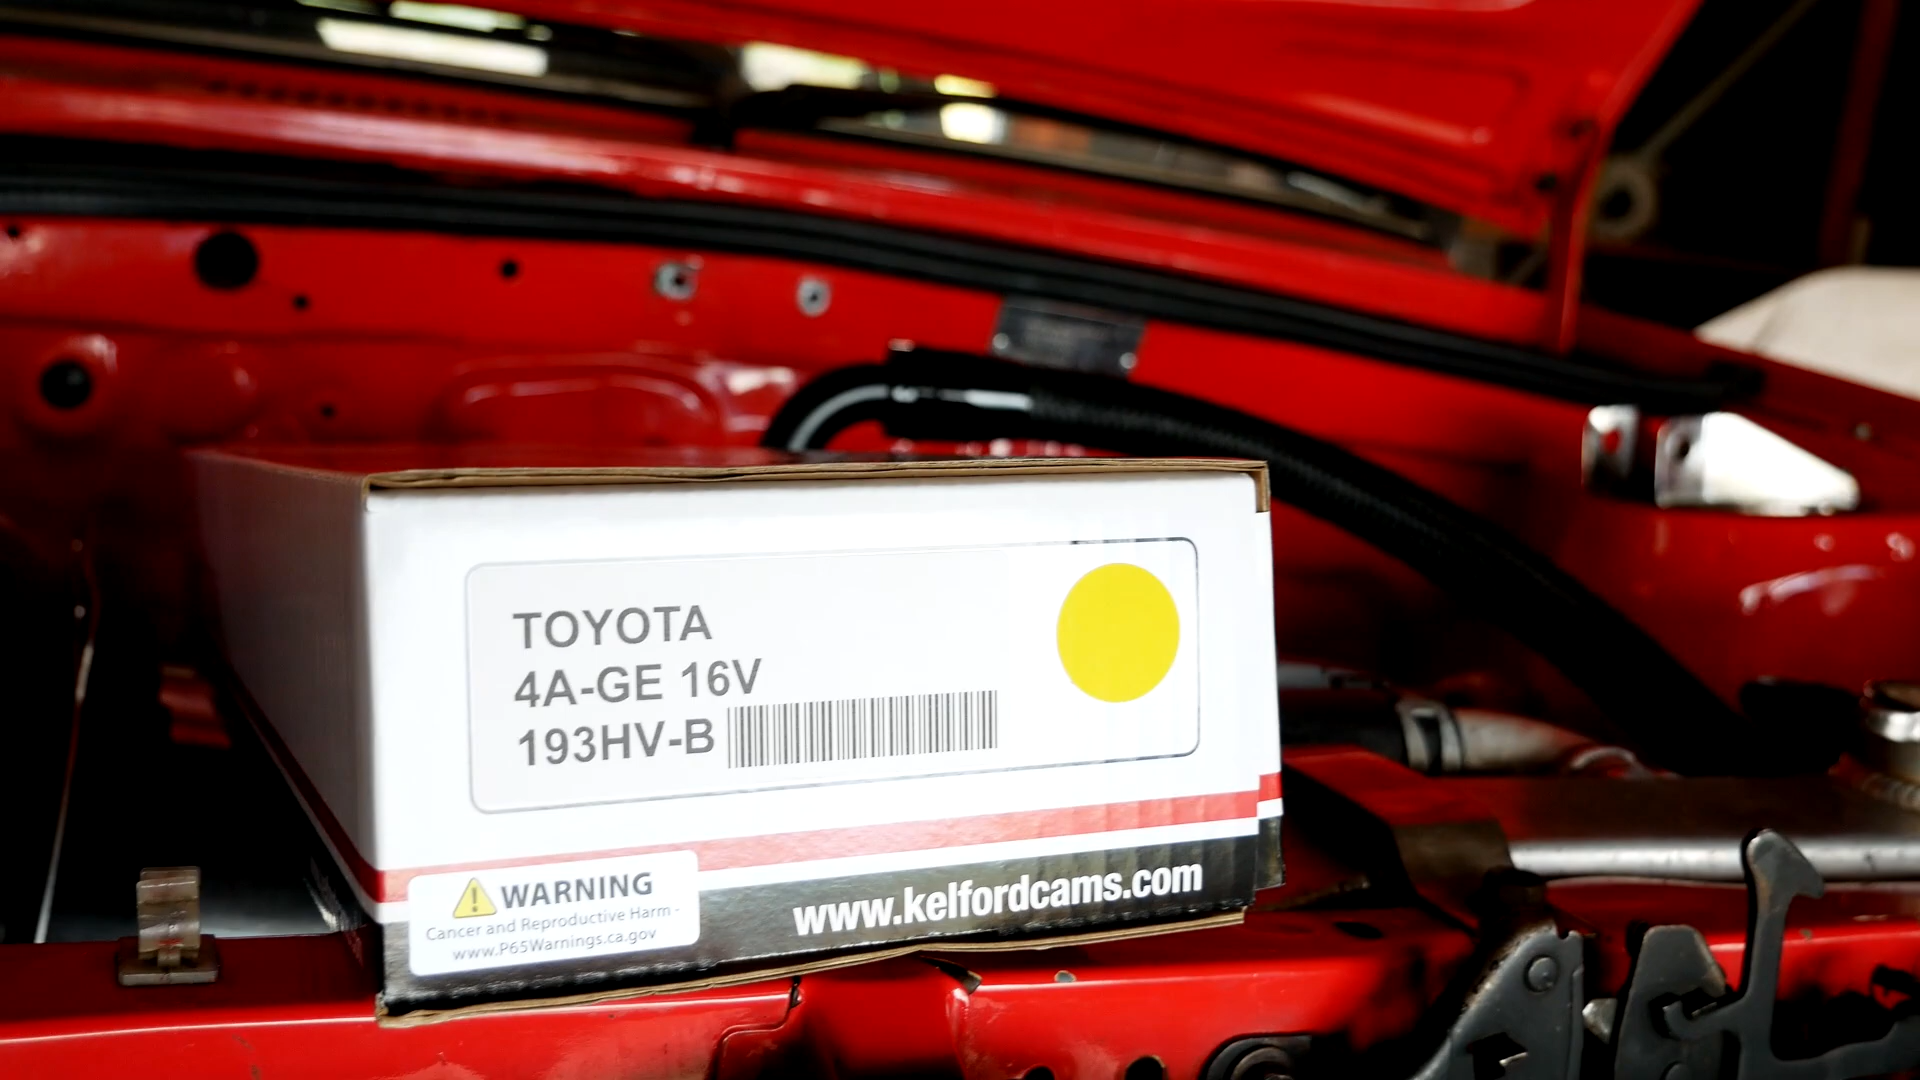 TOYOTA
4A-GE 16V
193HV-B
WARNING
Cancer and Reproductive Harm -
www.P65Warnings.ca.gov
www.kelfordcams.com